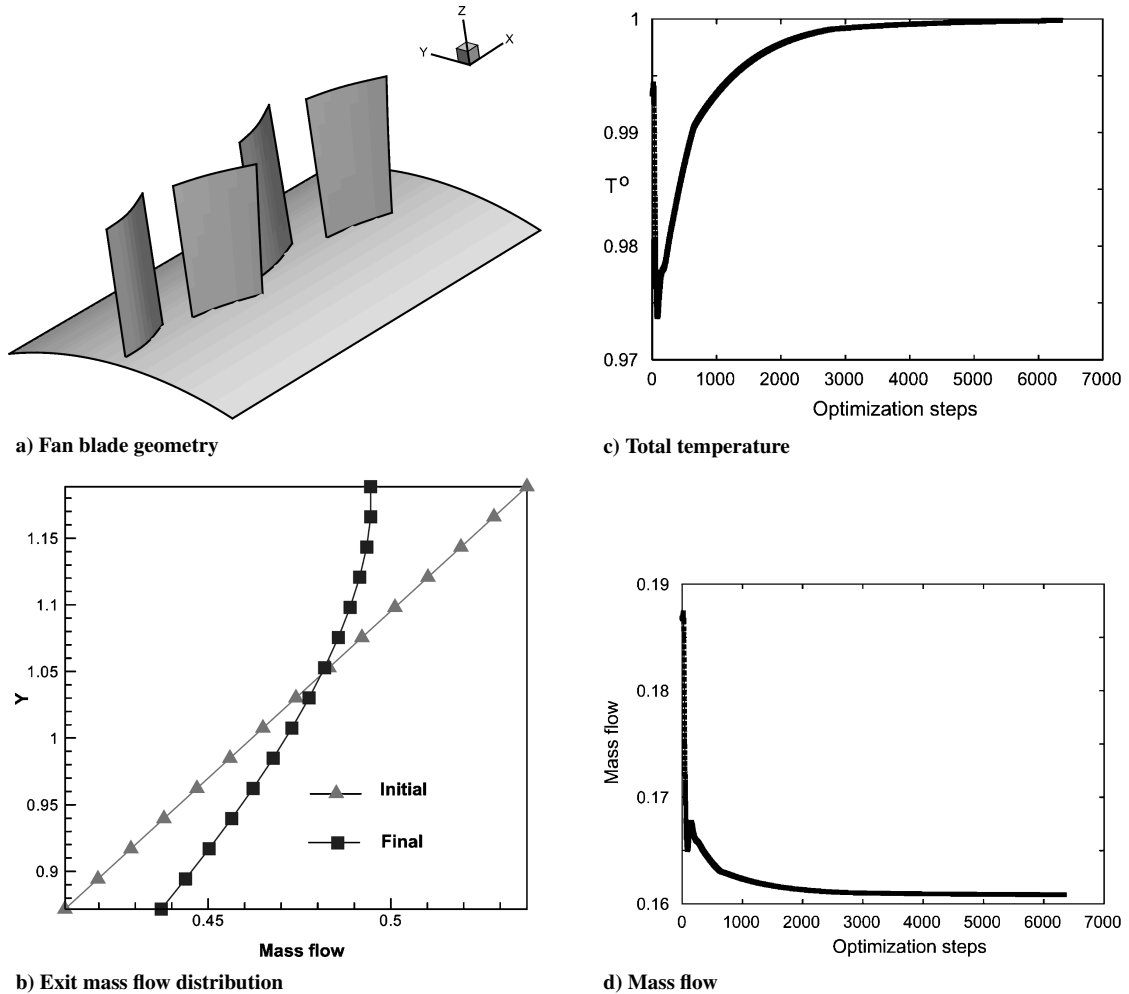 Z
X
Y
a) Fan blade geometry
1
0.99
T°
0.98
0.97
0 1000 2000 3000 4000 5000 6000 7000
Optimization steps
c) Total temperature
1.15
1.1
1.05
Y
1
0.95
0.9
Initial
Final
0.45 0.5
Mass flow
b) Exit mass flow distribution
0.19
0.18
Mass flow
0.17
0.16
0 1000 2000 3000 4000 5000 6000 7000
Optimization steps
d) Mass flow